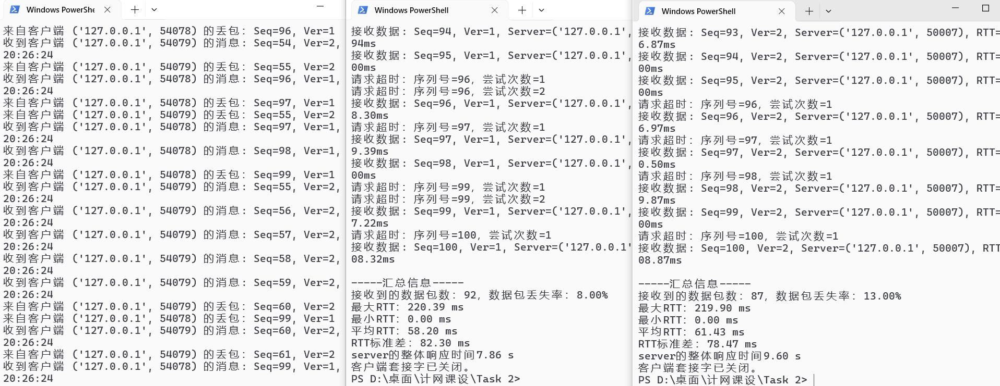 Windows PowerShe
来自客户端 ('127.0.0.1', 54078) 的丢包: Seq=96, Ver=1
收到客户端 ('127.0.0.1', 54079) 的消息: Seq=54, Ver=2,
20:26:24
来自客户端 ('127.0.0.1', 54079) 的丢包: Seq=55, Ver=2
收到客户端 ('127.0.0.1', 54078) 的消息: Seq=96, Ver=1,
20:26:24
来自客户端 ('127.0.0.1', 54078) 的丢包: Seq=97, Ver=1
来自客户端 ('127.0.0.1', 54079) 的丢包: Seq=55, Ver=2
收到客户端 ('127.0.0.1', 54078) 的消息: Seq=97, Ver=1,
20:26:24
收到客户端 ('127.0.0.1', 54078) 的消息: Seq=98, Ver=1,
20:26:24
来自客户端 ('127.0.0.1', 54078) 的丢包: Seq=99, Ver=1
收到客户端 ('127.0.0.1', 54079) 的消息: Seq=55, Ver=2,
20:26:24
收到客户端 ('127.0.0.1', 54079) 的消息: Seq=56, Ver=2,
20:26:24
收到客户端 ('127.0.0.1', 54079) 的消息: Seq=57, Ver=2,
20:26:24
收到客户端 ('127.0.0.1', 54079) 的消息: Seq=58, Ver=2,
20:26:24
收到客户端 ('127.0.0.1', 54079) 的消息: Seq=59, Ver=2,
20:26:24
来自客户端 ('127.0.0.1', 54079) 的丢包: Seq=60, Ver=2
来自客户端 ('127.0.0.1', 54078) 的丢包: Seq=99, Ver=1
收到客户端 ('127.0.0.1', 54079) 的消息: Seq=60, Ver=2,
20:26:24
来自客户端 ('127.0.0.1', 54079) 的丢包: Seq=61, Ver=2
收到客户端 ('127.0.0.1', 54078) 的消息: Seq=99, Ver=1,
20:26:24
Windows PowerShell
接收数据: Seq=94, Ver=1, Server=('127.0.0.1',
94ms
接收数据: Seq=95, Ver=1, Server=('127.0.0.1',
00ms
请求超时: 序列号=96, 尝试次数=1
请求超时: 序列号=96, 尝试次数=2
接收数据: Seq=96, Ver=1, Server=('127.0.0.1',
8.30ms
请求超时: 序列号=97, 尝试次数=1
接收数据: Seq=97, Ver=1, Server=('127.0.0.1',
9.39ms
接收数据: Seq=98, Ver=1, Server=('127.0.0.1',
00ms
请求超时: 序列号=99, 尝试次数=1
请求超时: 序列号=99, 尝试次数=2
接收数据: Seq=99, Ver=1, Server=('127.0.0.1',
7.22ms
请求超时: 序列号=100, 尝试次数=1
接收数据: Seq=100, Ver=1, Server=('127.0.0.1'
08.32ms
-----汇总信息-----
接收到的数据包数: 92, 数据包丢失率: 8.00%
最大RTT: 220.39 ms
最小RTT: 0.00 ms
平均RTT: 58.20 ms
RTT标准差: 82.30 ms
server的整体响应时间7.86 s
客户端套接字已关闭。
PS D:\桌面\计网课设\Task 2>
Windows PowerShell
接收数据: Seq=93, Ver=2, Server=('127.0.0.1', 50007), RTT=
6.87ms
接收数据: Seq=94, Ver=2, Server=('127.0.0.1', 50007), RTT=
00ms
接收数据: Seq=95, Ver=2, Server=('127.0.0.1', 50007), RTT=
00ms
请求超时: 序列号=96, 尝试次数=1
接收数据: Seq=96, Ver=2, Server=('127.0.0.1', 50007), RTT=
6.97ms
请求超时: 序列号=97, 尝试次数=1
接收数据: Seq=97, Ver=2, Server=('127.0.0.1', 50007), RTT=
0.50ms
请求超时: 序列号=98, 尝试次数=1
接收数据: Seq=98, Ver=2, Server=('127.0.0.1', 50007), RTT=
9.87ms
接收数据: Seq=99, Ver=2, Server=('127.0.0.1', 50007), RTT=
00ms
请求超时: 序列号=100, 尝试次数=1
接收数据: Seq=100, Ver=2, Server=('127.0.0.1', 50007), RTT
08.87ms
-----汇总信息-----
接收到的数据包数: 87, 数据包丢失率: 13.00%
最大RTT: 219.90 ms
最小RTT: 0.00 ms
平均RTT: 61.43 ms
RTT标准差: 78.47 ms
server的整体响应时间9.60 s
客户端套接字已关闭。
PS D:\桌面\计网课设\Task 2>